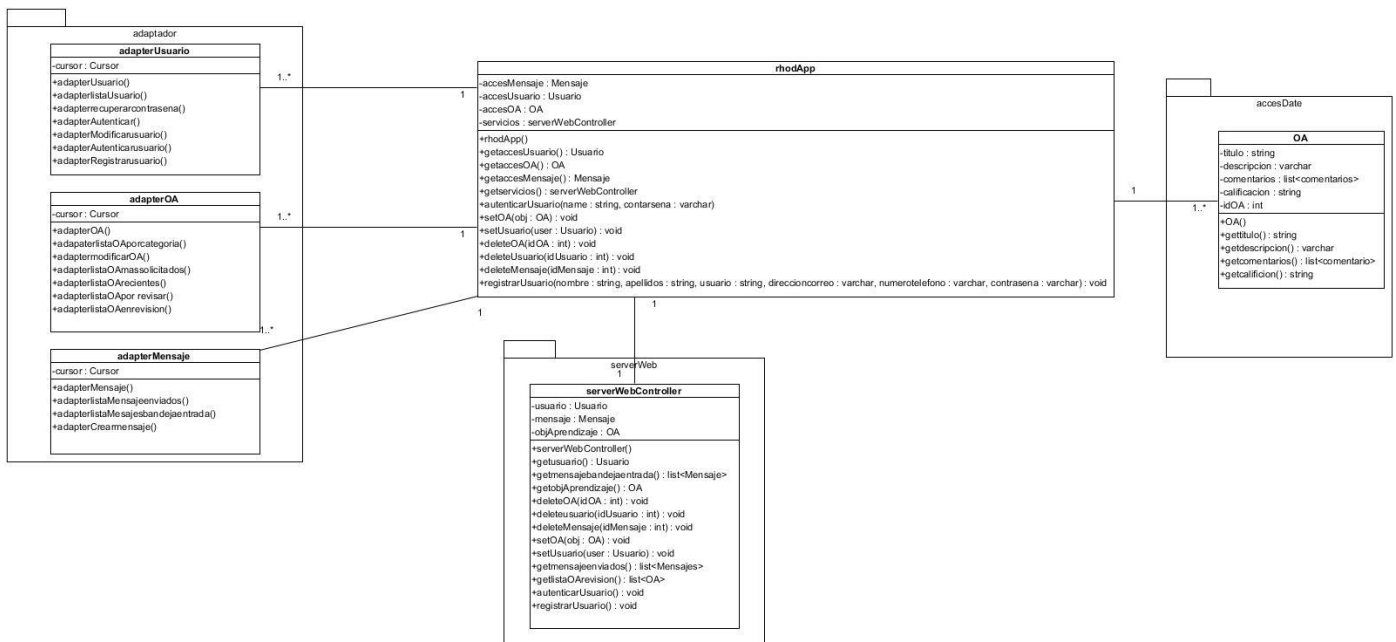 adaptador
adapterUsuario
-cursor : Cursor
+adapterUsuario()
+adapterlistaUsuario()
+adapterrecuperarcontrasena()
+adapterAutenticar()
+adapterModificarusuario()
+adapterAutenticarusuario()
+adapterRegistrarusuario()
1..*
1
adapterOA
-cursor : Cursor
+adapterOA()
+adapaterlistaOAporcategoria()
+adaptermodificarOA()
+adapterlistaOAmassolicitados()
+adapterlistaOArecientes()
+adapterlistaOApor revisar()
+adapterlistaOAenrevision()
1..*
1
adapterMensaje
-cursor : Cursor
+adapterMensaje()
+adapterlistaMensajeenviados()
+adapterlistaMesajesbandejaentrada()
+adapterCrearmensaje()
1..*
1
rhodApp
-accesMensaje : Mensaje
-accesUsuario : Usuario
-accesOA : OA
-servicios : serverWebController
+rhodApp()
+getaccesUsuario() : Usuario
+getaccesOA() : OA
+getaccesMensaje() : Mensaje
+getservicios() : serverWebController
+autenticarUsuario(name : string, contarsena : varchar)
+setOA(obj : OA) : void
+setUsuario(user : Usuario) : void
+deleteOA(idOA : int) : void
+deleteUsuario(idUsuario : int) : void
+deleteMensaje(idMensaje : int) : void
+registrarUsuario(nombre : string, apellidos : string, usuario : string, direccioncorreo : varchar, numerotelefono : varchar, contrasena : varchar) : void
1
1
serverWeb
serverWebController
-usuario : Usuario
-mensaje : Mensaje
-objAprendizaje : OA
+serverWebController()
+getusuario() : Usuario
+getmensajebandejaentrada() : list<Mensaje>
+getobjAprendizaje() : OA
+deleteOA(idOA : int) : void
+deleteusuario(idUsuario : int) : void
+deleteMensaje(idMensaje : int) : void
+setOA(obj : OA) : void
+setUsuario(user : Usuario) : void
+getmensajeenviados() : list<Mensajes>
+getlistaOArevision() : list<OA>
+autenticarUsuario() : void
+registrarUsuario() : void
1
1..*
accesDate
OA
-titulo : string
-descripcion : varchar
-comentarios : list<comentarios>
-calificacion : string
-idOA : int
+OA()
+gettitulo() : string
+getdescripcion() : varchar
+getcomentarios() : list<comentario>
+getcalificion() : string